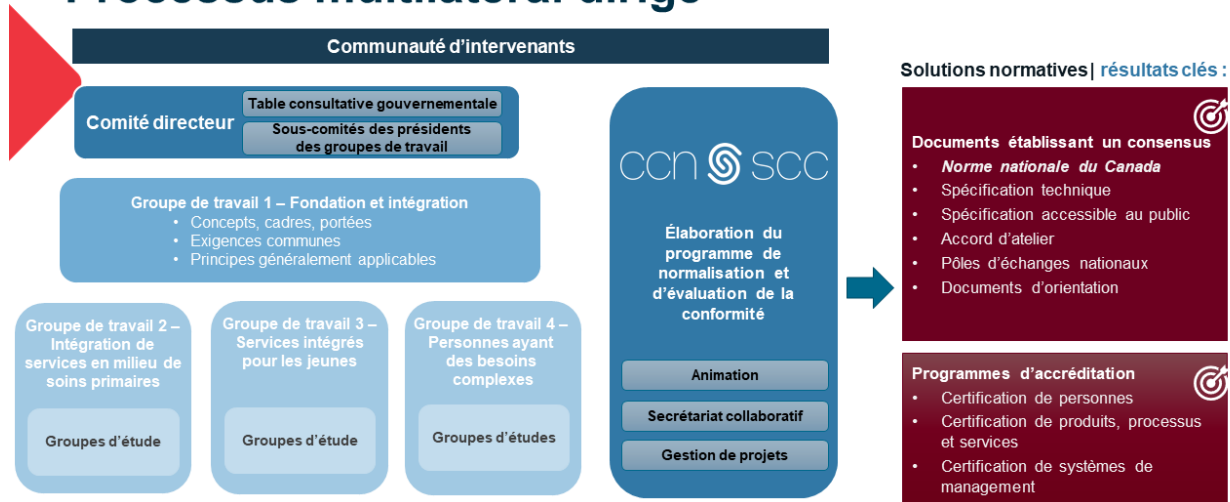 Processus multilatéral dirigé
Communauté d'intervenants
Comité directeur
Table consultative gouvernementale
Sous-comités des présidents
des groupes de travail
Groupe de travail 1 – Fondation et intégration
• Concepts, cadres, portées
• Exigences communes
• Principes généralement applicables
Groupe de travail 2 –
Intégration de
services en milieu de
soins primaires
Groupes d'étude
Groupe de travail 3 –
Services intégrés
pour les jeunes
Groupes d'étude
Groupe de travail 4 –
Personnes ayant
des besoins
complexes
Groupes d'études
ccn scc
Élaboration du
programme de
normalisation et
d'évaluation de la
conformité
Animation
Secrétariat collaboratif
Gestion de projets
Solutions normatives| résultats clés :
Documents établissant un consensus
• Norme nationale du Canada
• Spécification technique
• Spécification accessible au public
• Accord d'atelier
• Pôles d'échanges nationaux
• Documents d'orientation
Programmes d'accréditation
• Certification de personnes
• Certification de produits, processus
et services
• Certification de systèmes de
management